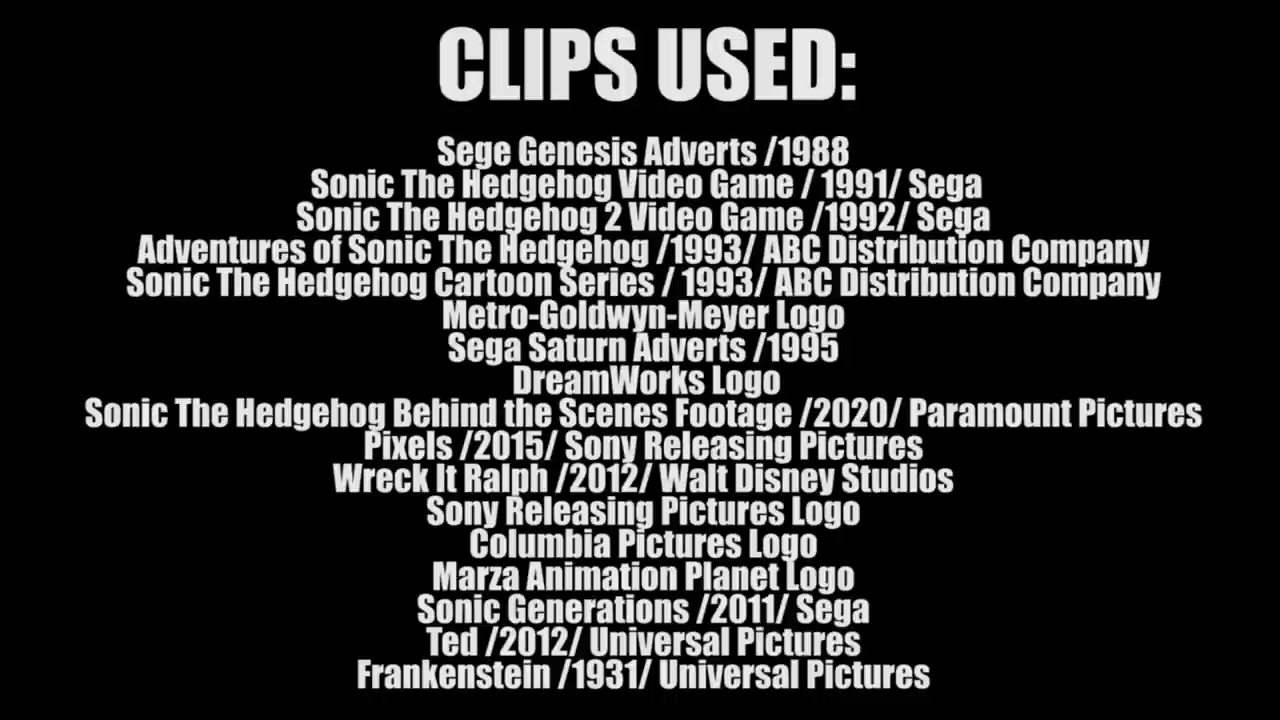 CLIPS USED:
Sege Genesis Adverts /1988
Sonic The Hedgehog Video Game / 1991/ Sega
Sonic The Hedgehog 2 Video Game /1992/ Sega
Adventures of Sonic The Hedgehog /1993/ ABC Distribution Company
Sonic The Hedgehog Cartoon Series / 1993/ ABC Distribution Company
Metro-Goldwyn-Meyer Logo
Sega Saturn Adverts /1995
DreamWorks Logo
Sonic The Hedgehog Behind the Scenes Footage /2020/ Paramount Pictures
Pixels /2015/ Sony Releasing Pictures
Wreck It Ralph /2012/ Walt Disney Studios
Sony Releasing Pictures Logo
Columbia Pictures Logo
Marza Animation Planet Logo
Sonic Generations /2011/ Sega
Ted /2012/ Universal Pictures
Frankenstein /1931/ Universal Pictures